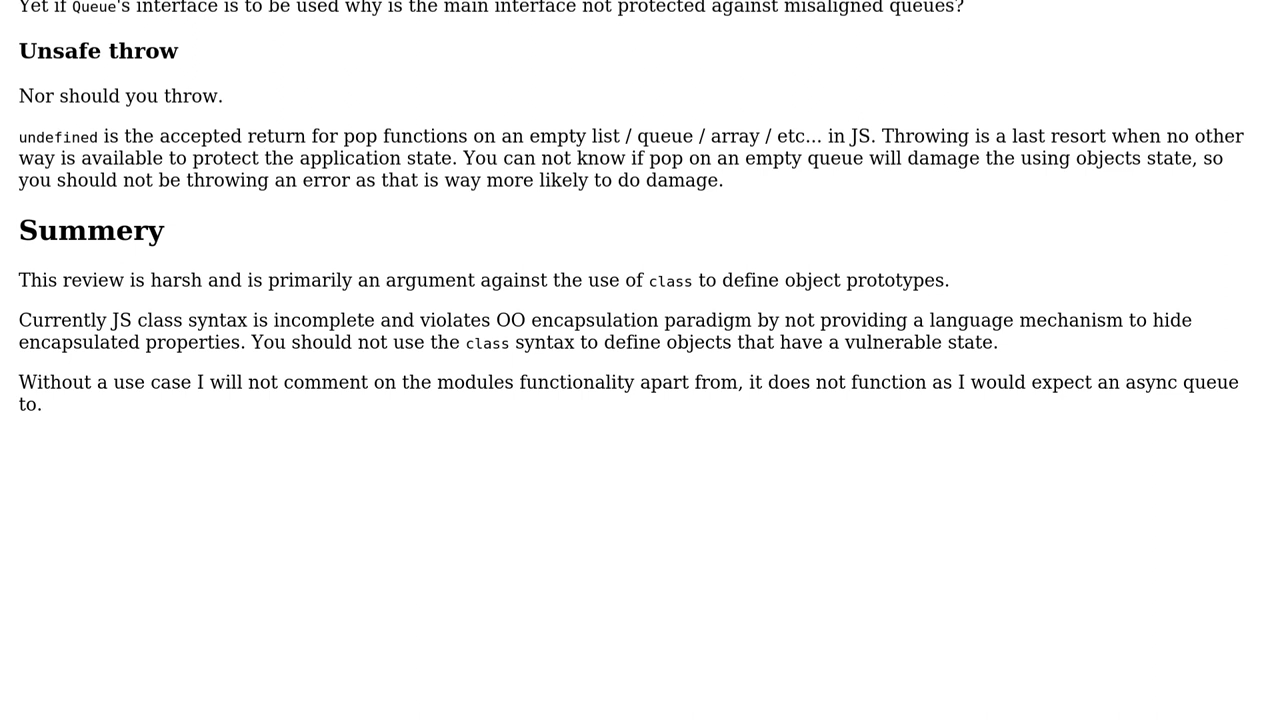 Yet if Queue's interface is to be used why is the main interface not protected against misaligned queues?
Unsafe throw
Nor should you throw.
undefined is the accepted return for pop functions on an empty list / queue / array / etc... in JS. Throwing is a last resort when no other
way is available to protect the application state. You can not know if pop on an empty queue will damage the using objects state, so
you should not be throwing an error as that is way more likely to do damage.
Summery
This review is harsh and is primarily an argument against the use of class to define object prototypes.
Currently JS class syntax is incomplete and violates OO encapsulation paradigm by not providing a language mechanism to hide
encapsulated properties. You should not use the class syntax to define objects that have a vulnerable state.
Without a use case I will not comment on the modules functionality apart from, it does not function as I would expect an async queue
to.